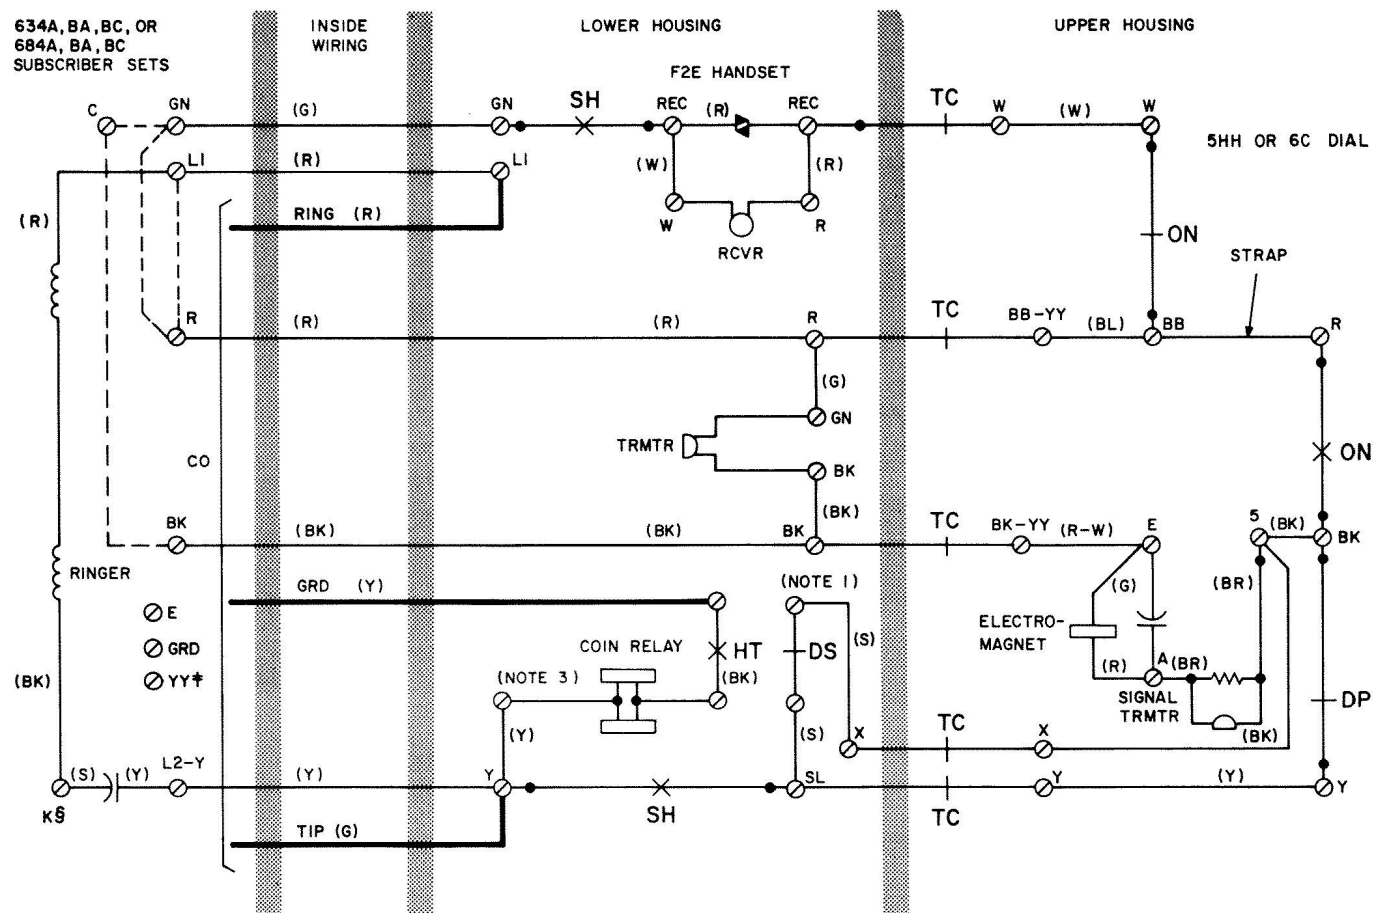 634A, BA, BC, OR
684A, BA, BC
SUBSCRIBER SETS
INSIDE
WIRING
LOWER HOUSING
UPPER HOUSING
F2E HANDSET
C
GN
(G)
GN
SH
REC
(R)
REC
TC
W
(W)
W
5HH OR 6C DIAL
L1
(R)
L1
(W)
(R)
(R)
RING (R)
W
RCVR
R
ON
STRAP
R
(R)
(R)
R
TC
BB-YY
(BL)
BB
R
(G)
GN
TRMTR
BK
CO
ON
(BK)
BK
(BK)
(BK)
BK
TC
BK-YY
(R-W)
E
5
(BK)
BK
RINGER
GRD (Y)
(NOTE 1)
(G)
(BR)
E
ELECTRO-
MAGNET
GRD
COIN RELAY
HT
DS
(S)
YY‡
(BK)
(NOTE 3)
(BK)
(R)
A
(BR)
SIGNAL
TRMTR
DP
(Y)
(S)
X
TC
X
(BK)
(S)
(Y)
L2-Y
(Y)
Y
SL
Y
(Y)
Y
K§
SH
TC
TIP (G)